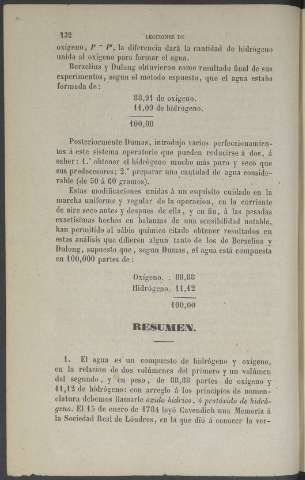 132 LECCIONES DE
oxígeno, P — P', la diferencia dará la cantidad de hidrógeno
unida al oxígeno para formar el agua.
Berzelius y Dulong obtuvieron como resultado final de sus
experimentos, segun el metodo espuesto, que el agua estaba
formada de:
88,91 de oxígeno.
11,09 de hidrógeno.
100,00
Posteriormente Dumas, introdujo varios perfeccionamien-
tos á este sistema operatorio que pueden reducirse á dos, á
saber: 1.° obtener el hidrógeno mucho más puro y seco que
sus predecesores; 2.° preparar una cantidad de agua conside-
rable (de 50 á 60 gramos).
Estas modificaciones unidas á un esquisito cuidado en la
marcha uniforme y regular de la operacion, en la corriente
de aire seco antes y despues de ella, y en fin, á las pesadas
exactísimas hechas en balanzas de una sensibilidad notable,
han permitido al sábio químico citado obtener resultados en
estas análisis que difieren algun tanto de los de Berzelius y
Dulong, supuesto que, segun Dumas, el agua está compuesta
en 100,000 partes de:
Oxígeno. . 88,88
Hidrógeno. 11,12
100,00
RESUMEN.
1. El agua es un compuesto de hidrógeno y oxígeno,
en la relacion de dos volúmenes del primero y un volúmen
del segundo, y en peso, de 88,88 partes de oxígeno y
11,12 de hidrógeno: con arreglo á los principios de nomen-
clatura debemos llamarle óxido hídrico, ó protóxido de hidró-
geno. El 15 de enero de 1784 leyó Cavendich una Memoria á
la Sociedad Real de Lóndres, en la que dió á conocer la ver-